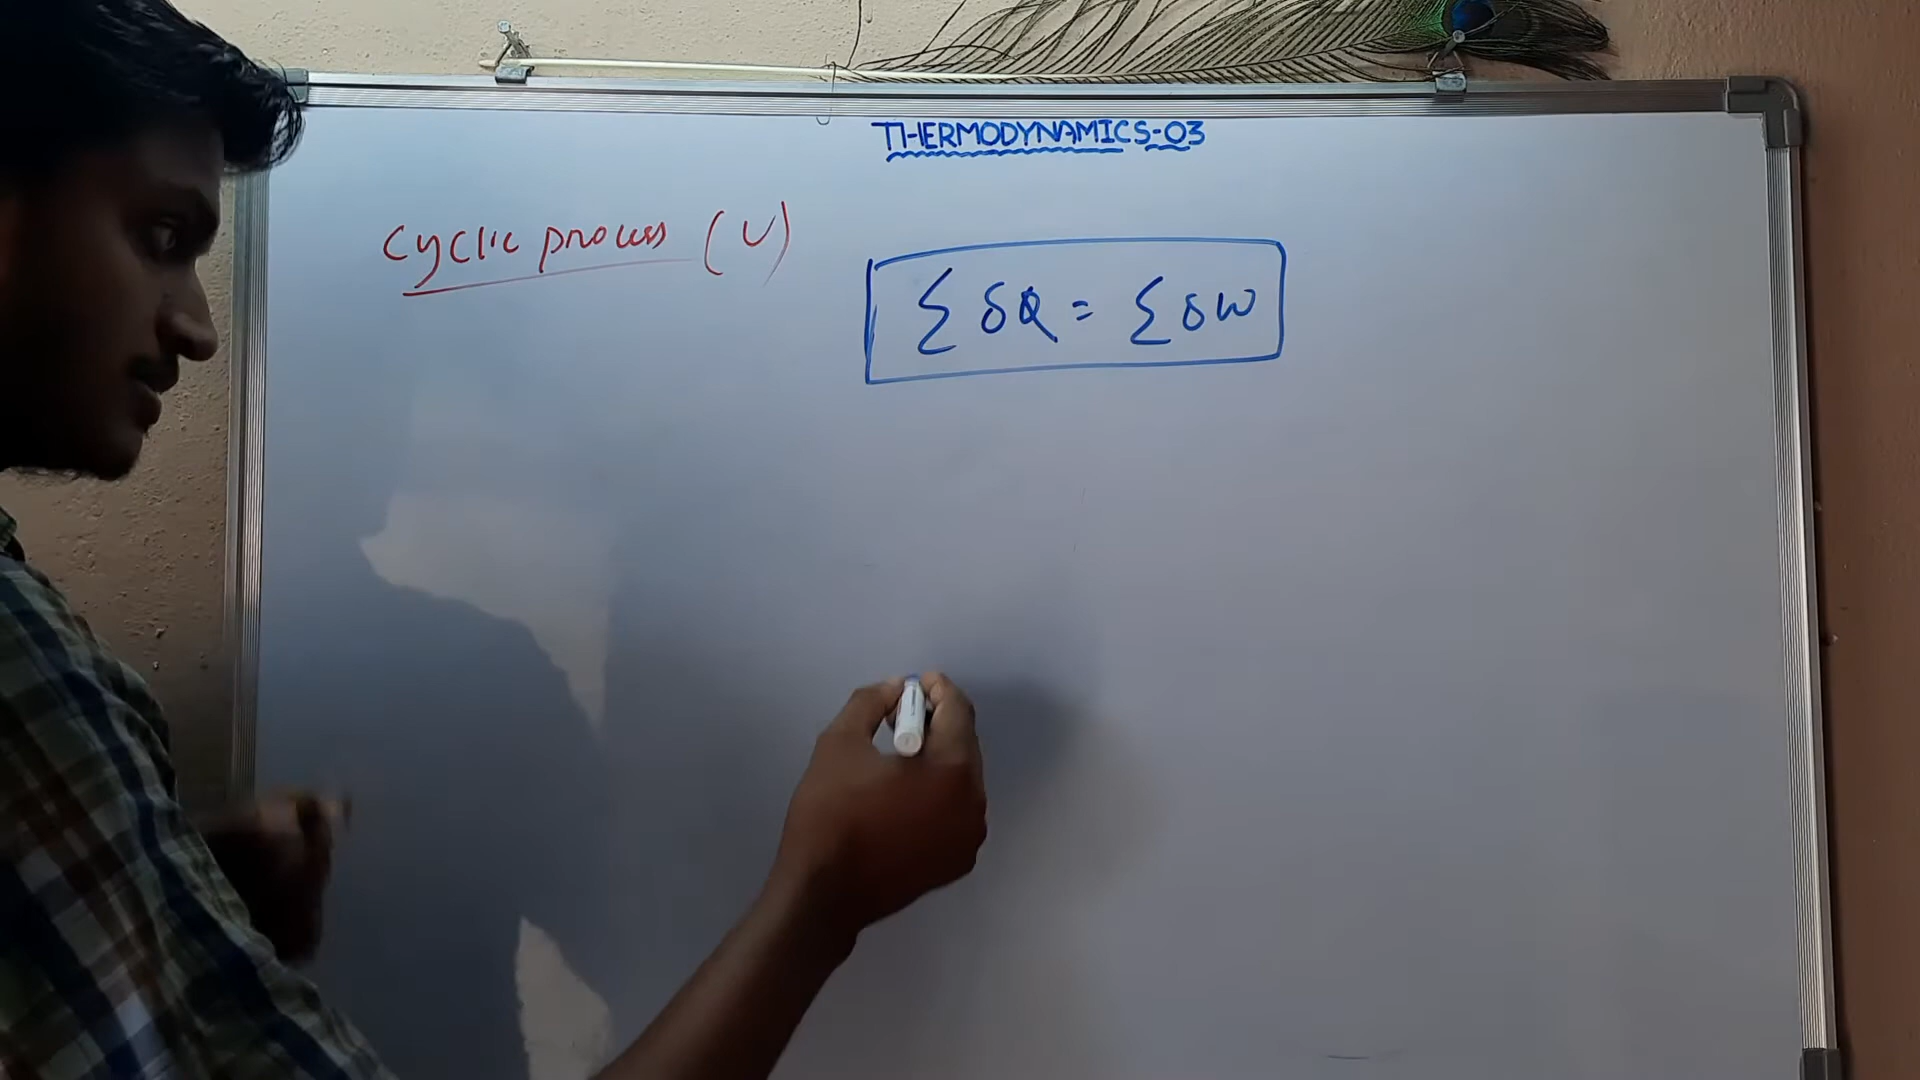 THERMODYNAMICS-03
Cyclic process (U)
Σ δQ = Σ δW